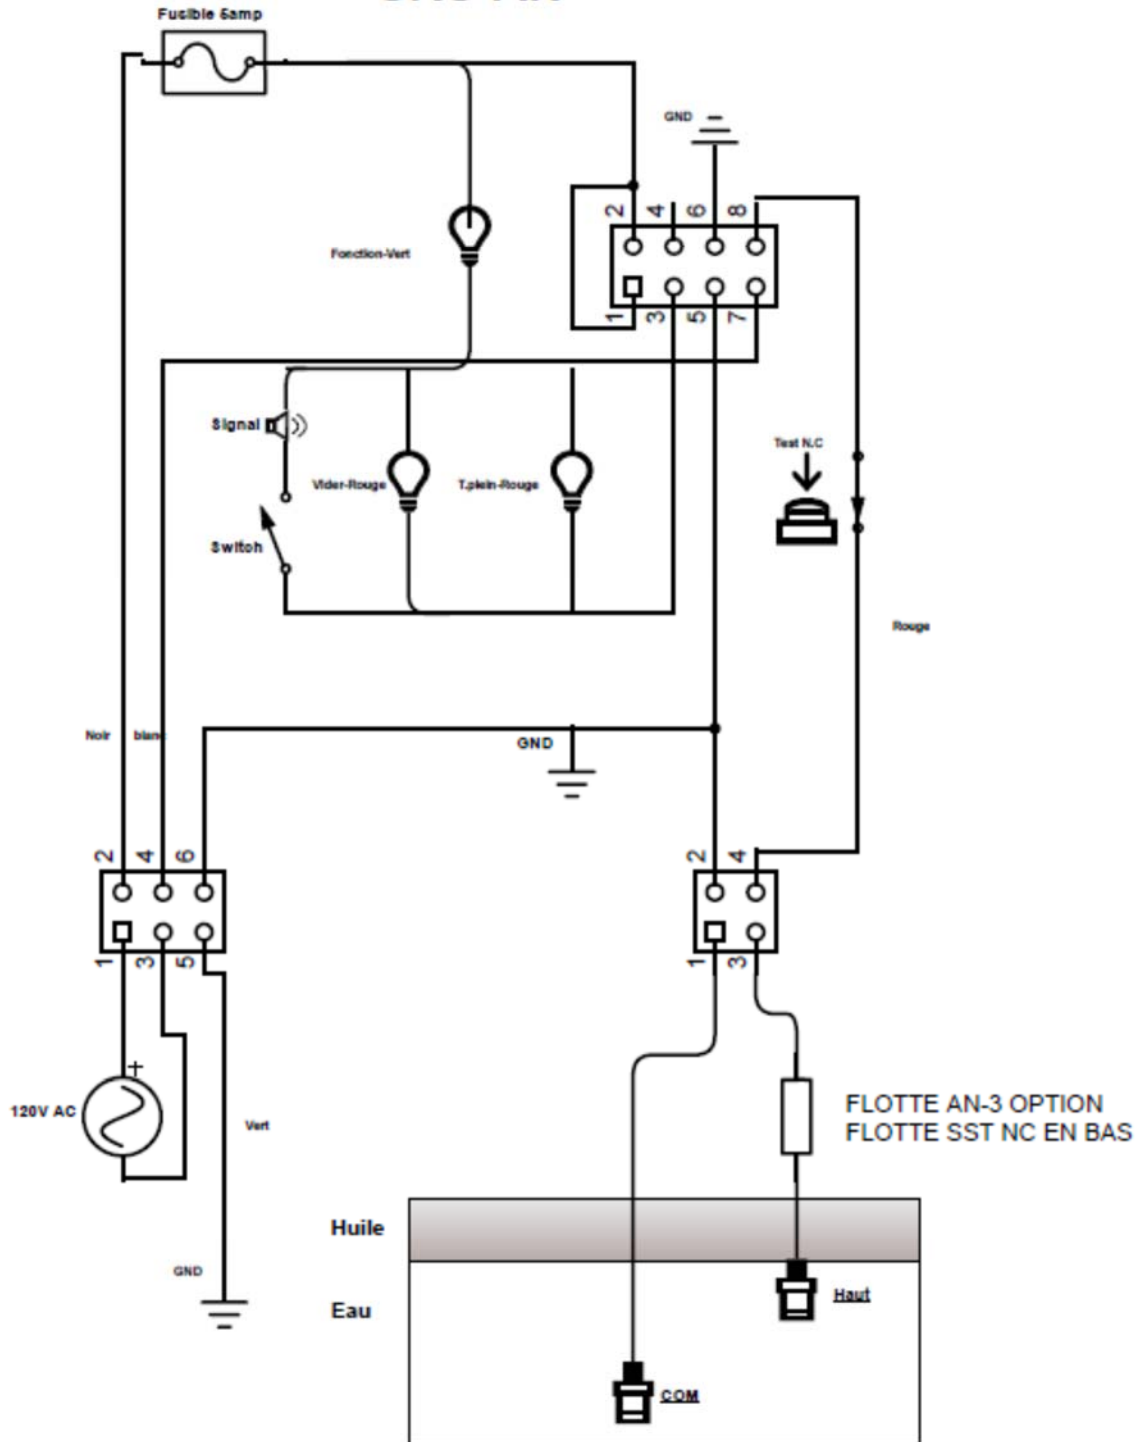 Fusible 5amp
GND
2 4 6 8
Fonction-Vert
1 3 5 7
Signal
Test N.C
Vider-Rouge
T.plein-Rouge
Switch
Rouge
Noir
blanc
GND
2 4 6
2 4
1 3 5
1 3
+
120V AC
Vert
FLOTTE AN-3 OPTION
FLOTTE SST NC EN BAS
Huile
GND
Haut
Eau
COM